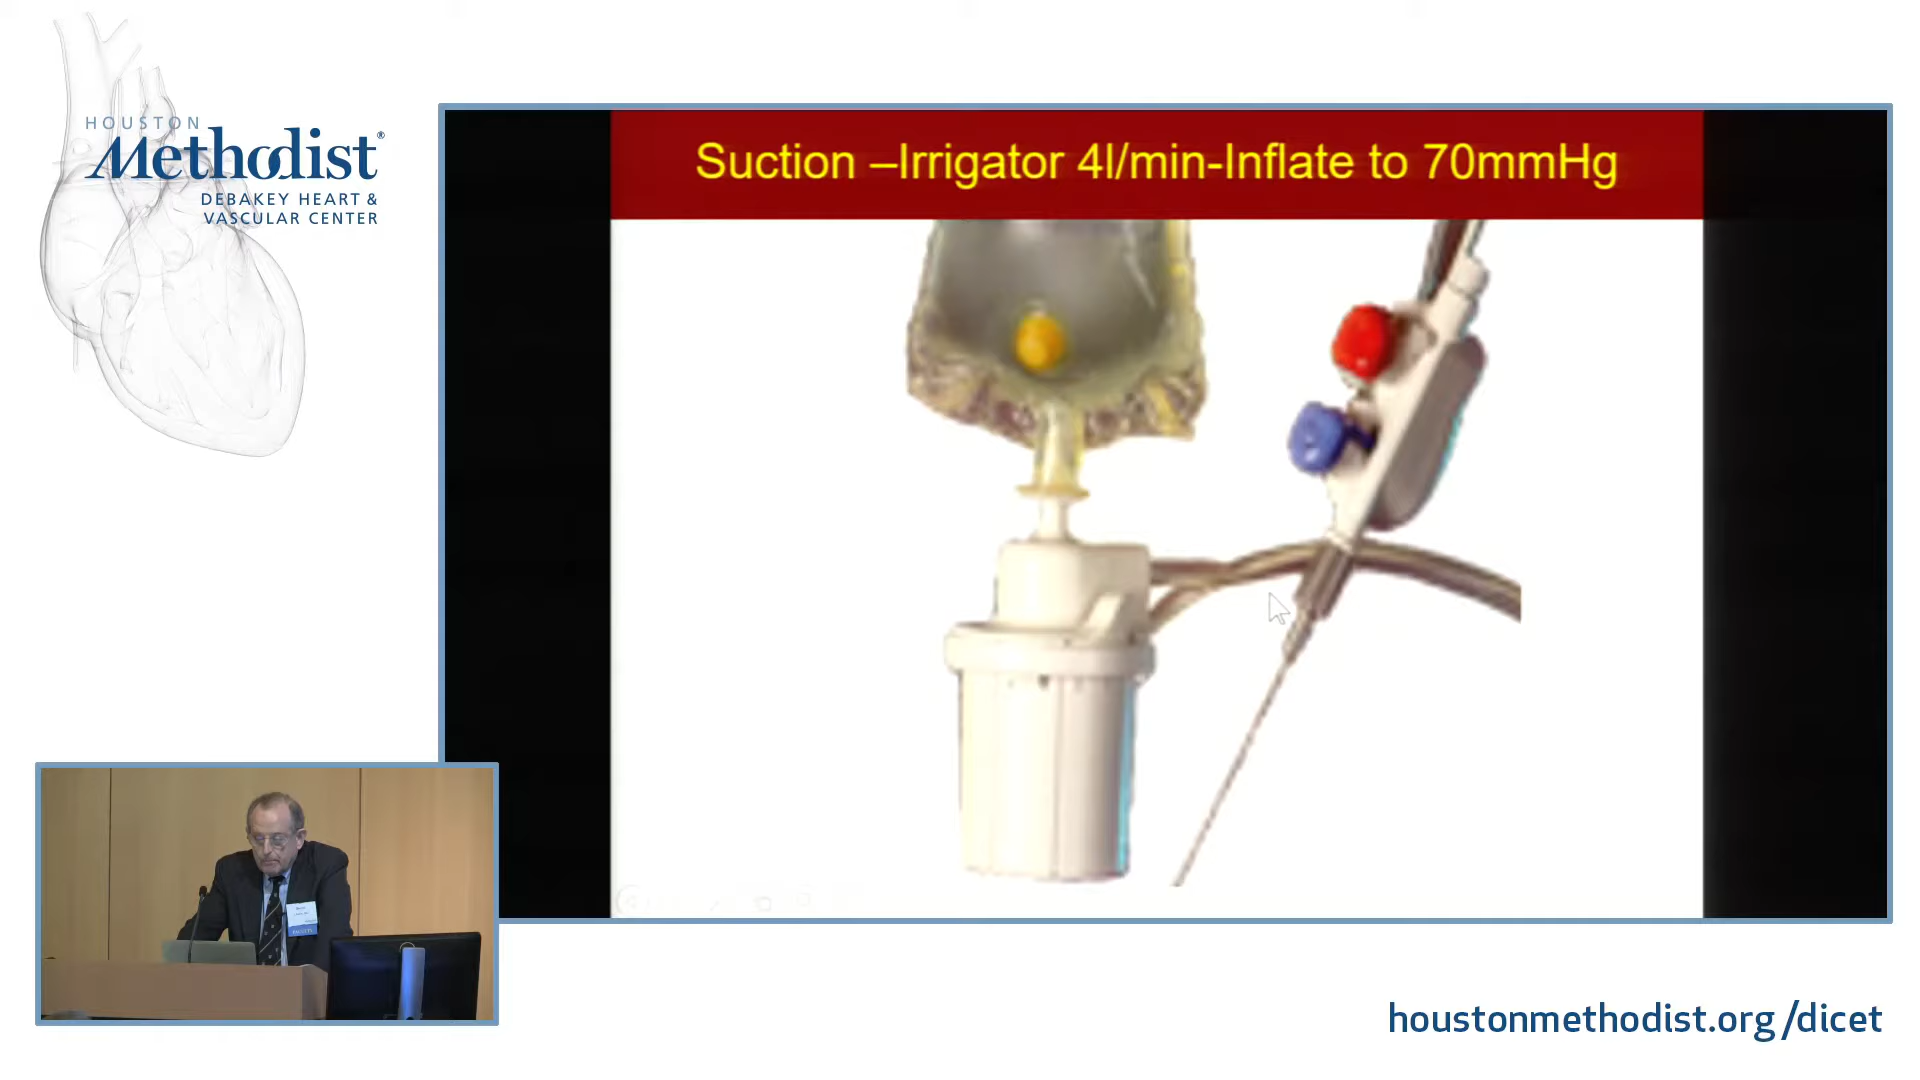 HOUSTON
Methodist®
DEBAKEY HEART &
VASCULAR CENTER
Suction –Irrigator 4l/min-Inflate to 70mmHg
houstonmethodist.org/dicet